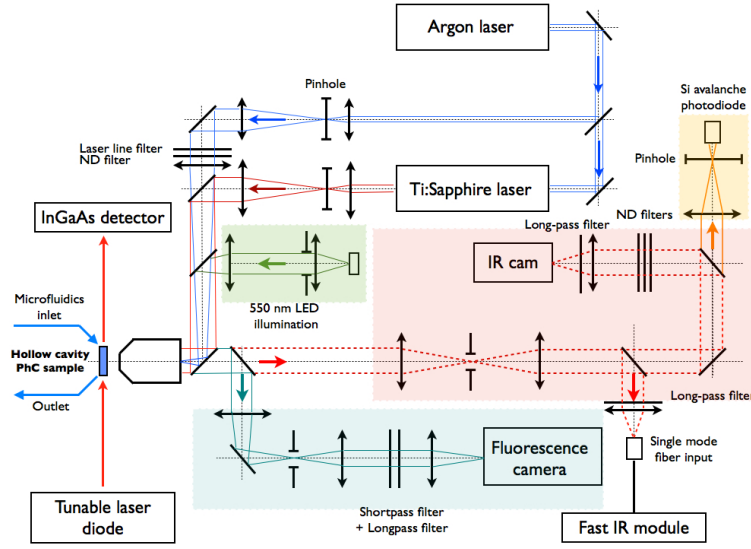 Argon laser
Si avalanche
photodiode
Pinhole
Pinhole
Laser line filter
ND filter
Ti:Sapphire laser
InGaAs detector
Long-pass filter
ND filters
IR cam
Microfluidics
inlet
550 nm LED
illumination
Hollow cavity
PhC sample
Outlet
Long-pass filter
Fluorescence
camera
Single mode
fiber input
Tunable laser
diode
Shortpass filter
+ Longpass filter
Fast IR module